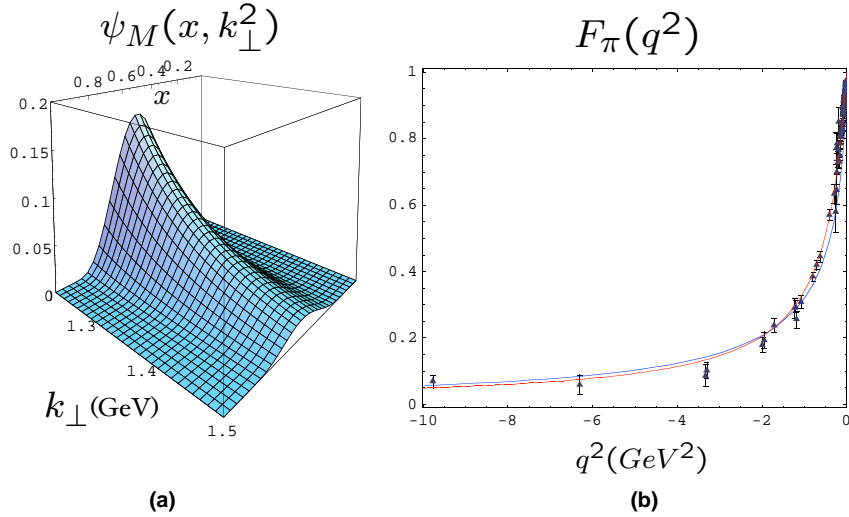 ψ_M(x, k_⊥^2)
0.8 0.6 0.4 0.2
x
0.2
0.15
0.1
0.05
0
1.3
1.4
1.5
k_⊥(GeV)
(a)
F_π(q^2)
1
0.8
0.6
0.4
0.2
0
-10 -8 -6 -4 -2 0
q^2(GeV^2)
(b)